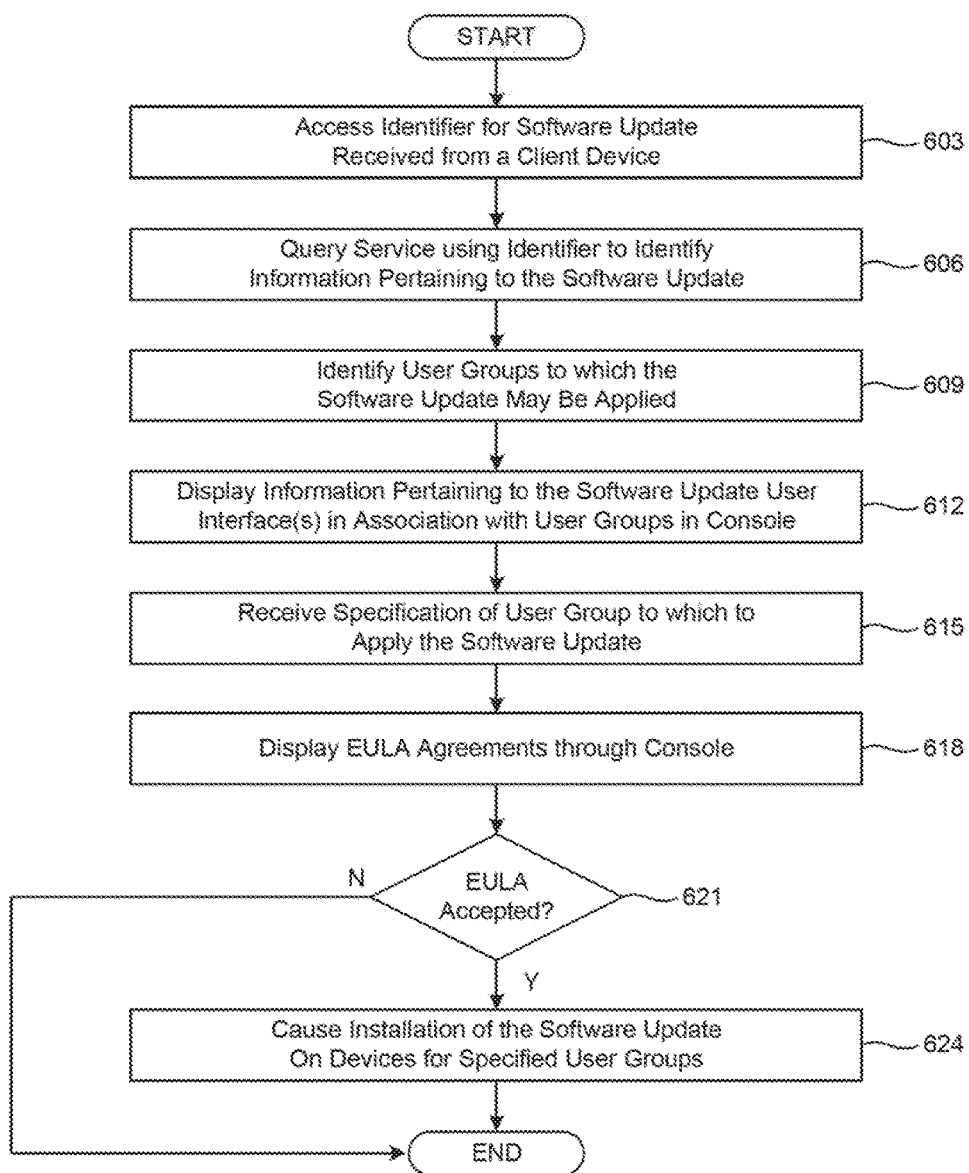 START
Access Identifier for Software Update
Received from a Client Device
603
Query Service using Identifier to Identify
Information Pertaining to the Software Update
606
Identify User Groups to which the
Software Update May Be Applied
609
Display Information Pertaining to the Software Update User
Interface(s) in Association with User Groups in Console
612
Receive Specification of User Group to which to
Apply the Software Update
615
Display EULA Agreements through Console
618
N
EULA
Accepted?
621
Y
Cause Installation of the Software Update
On Devices for Specified User Groups
624
END